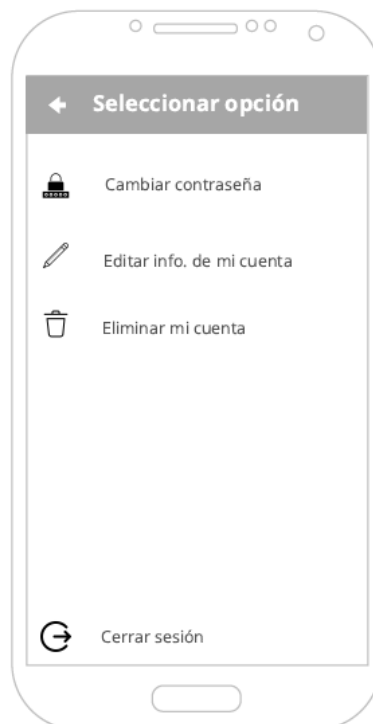 Seleccionar opción
Cambiar contraseña
Editar info. de mi cuenta
Eliminar mi cuenta
Cerrar sesión